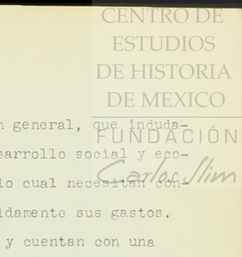 CENTRO DE
ESTUDIOS
DE HISTORIA
DE MEXICO
n general, que induda-
FUNDACIÓN
sarrollo social y eco-
Carlos Slim
lo cual necesitan con-
idamente sus gastos.
y cuentan con una